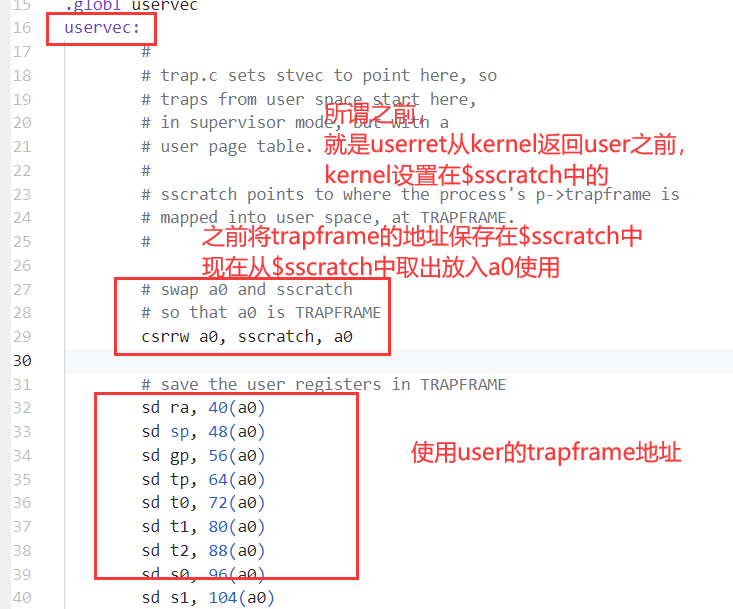 15 .globl uservec
16 uservec:
17 #
18 # trap.c sets stvec to point here, so
19 # traps from user space start here,
所谓之前，
20 # in supervisor mode, but with a
21 # user page table.
就是userret从kernel返回user之前，
22 #
kernel设置在$sscratch中的
23 # sscratch points to where the process's p->trapframe is
24 # mapped into user space, at TRAPFRAME.
25 #
之前将trapframe的地址保存在$sscratch中
26
现在从$sscratch中取出放入a0使用
27 # swap a0 and sscratch
28 # so that a0 is TRAPFRAME
29 csrrw a0, sscratch, a0
30
31 # save the user registers in TRAPFRAME
32 sd ra, 40(a0)
33 sd sp, 48(a0)
34 sd gp, 56(a0)
使用user的trapframe地址
35 sd tp, 64(a0)
36 sd t0, 72(a0)
37 sd t1, 80(a0)
38 sd t2, 88(a0)
39 sd s0, 96(a0)
40 sd s1, 104(a0)